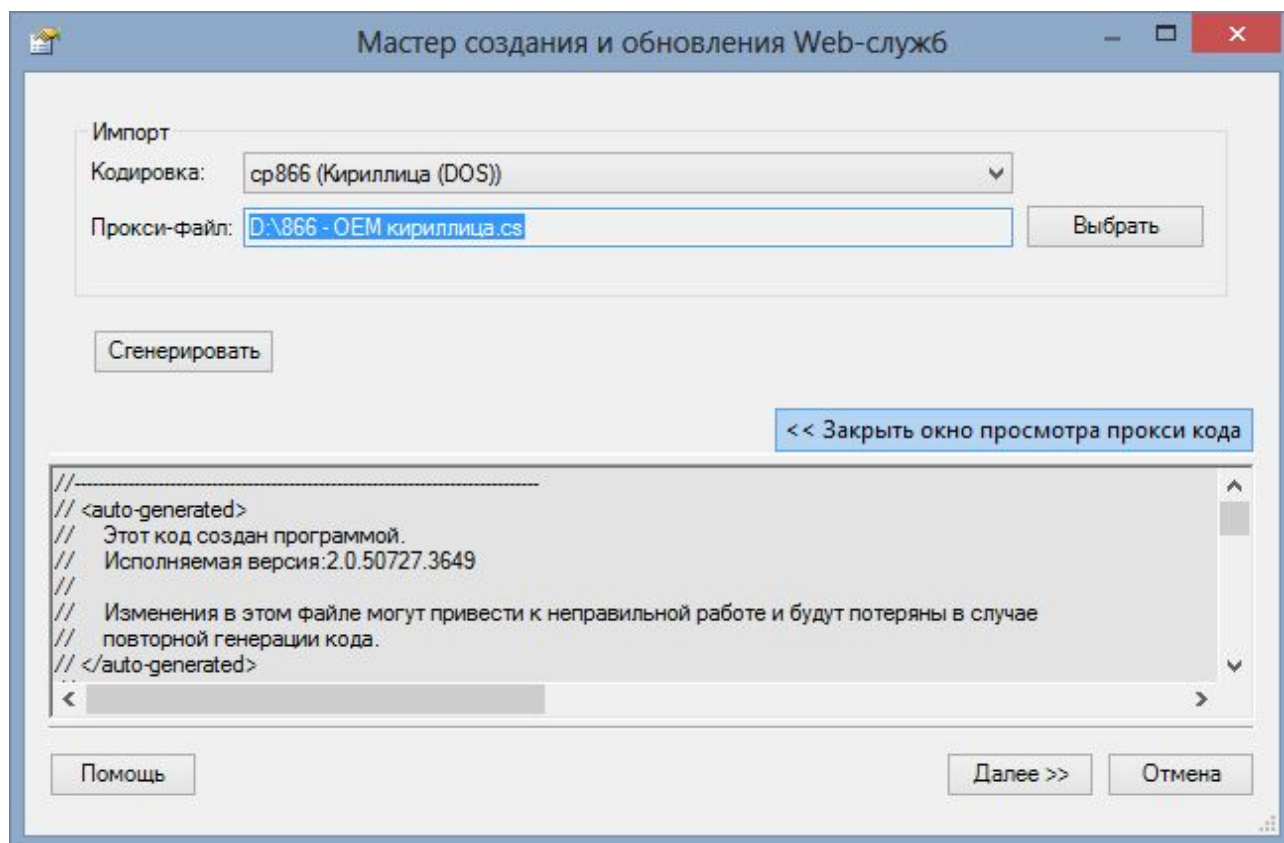 Мастер создания и обновления Web-служб
Импорт
Кодировка: cp866 (Кириллица (DOS))
Прокси-файл: D:\866 - OEM кириллица.cs Выбрать
Сгенерировать
<< Закрыть окно просмотра прокси кода
//------------------------------------------------------------------------------
// <auto-generated>
//     Этот код создан программой.
//     Исполняемая версия:2.0.50727.3649
//
//     Изменения в этом файле могут привести к неправильной работе и будут потеряны в случае
//     повторной генерации кода.
// </auto-generated>
Помощь Далее >> Отмена